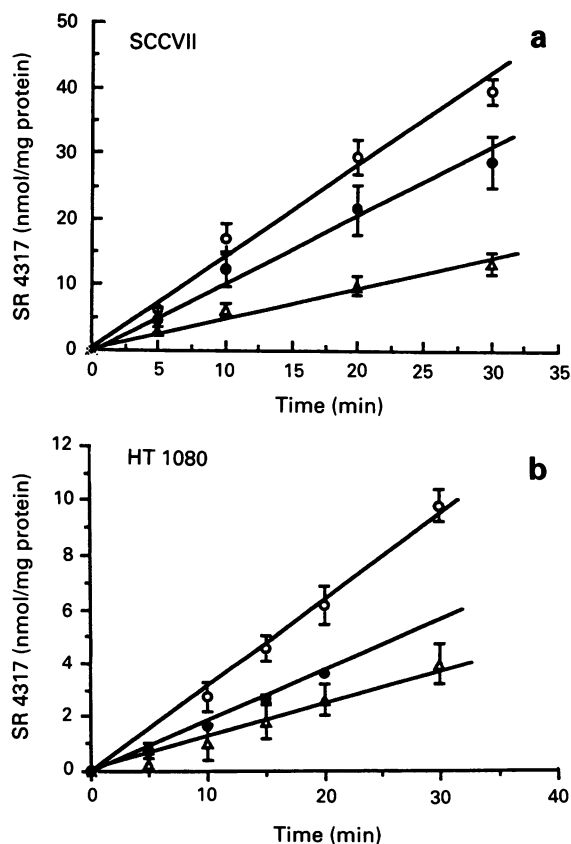 SCCVII
a
SR 4317 (nmol/mg protein)
50
40
30
20
10
0
0 5 10 15 20 25 30 35
Time (min)
HT 1080
b
SR 4317 (nmol/mg protein)
12
10
8
6
4
2
0
0 10 20 30 40
Time (min)